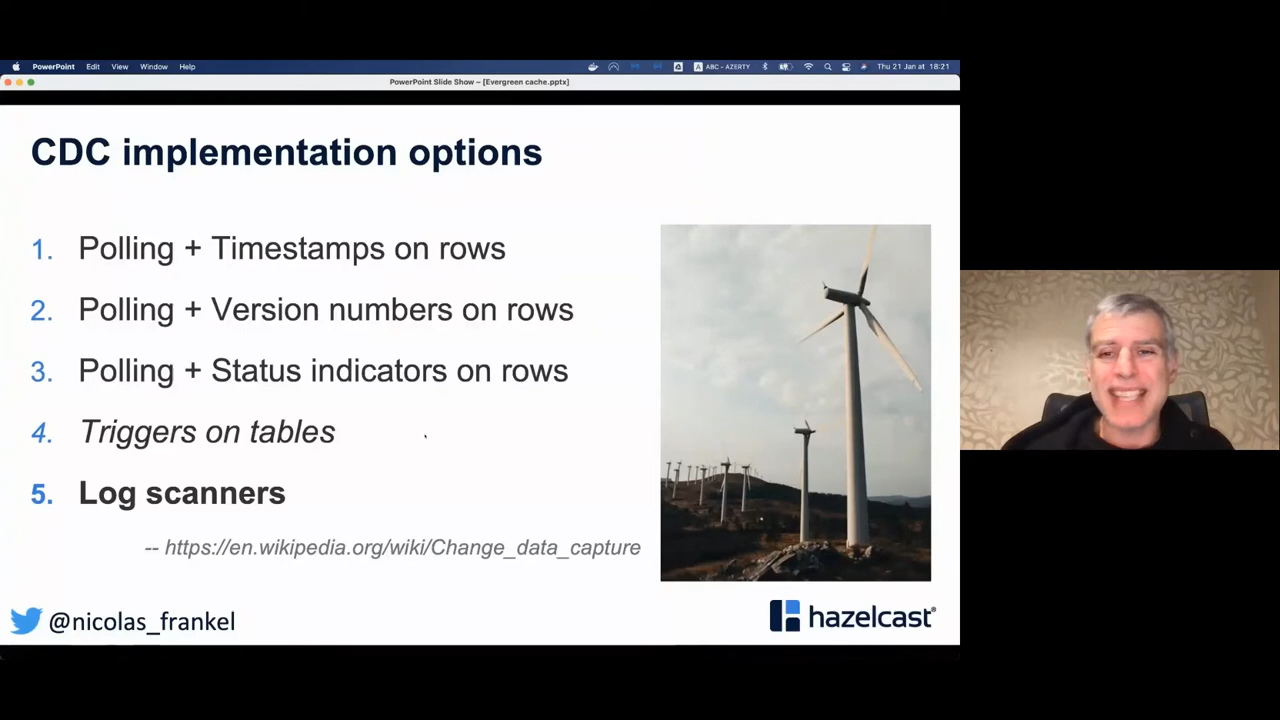 PowerPoint Edit View Window Help
ABC - AZERTY
Thu 21 Jan at 18:21
PowerPoint Slide Show – [Evergreen cache.pptx]
CDC implementation options
1. Polling + Timestamps on rows
2. Polling + Version numbers on rows
3. Polling + Status indicators on rows
4. Triggers on tables
5. Log scanners
-- https://en.wikipedia.org/wiki/Change_data_capture
@nicolas_frankel
hazelcast®